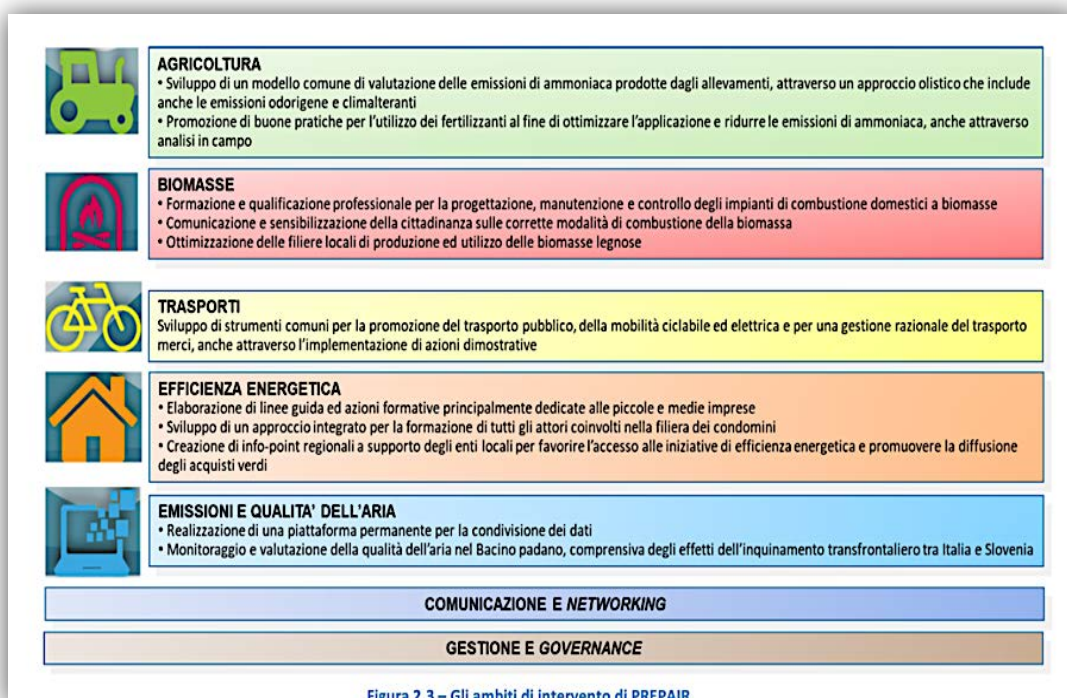 AGRICOLTURA
• Sviluppo di un modello comune di valutazione delle emissioni di ammoniaca prodotte dagli allevamenti, attraverso un approccio olistico che include
anche le emissioni odorigene e climalteranti
• Promozione di buone pratiche per l'utilizzo dei fertilizzanti al fine di ottimizzare l'applicazione e ridurre le emissioni di ammoniaca, anche attraverso
analisi in campo
BIOMASSE
• Formazione e qualificazione professionale per la progettazione, manutenzione e controllo degli impianti di combustione domestici a biomasse
• Comunicazione e sensibilizzazione della cittadinanza sulle corrette modalità di combustione della biomassa
• Ottimizzazione delle filiere locali di produzione ed utilizzo delle biomasse legnose
TRASPORTI
Sviluppo di strumenti comuni per la promozione del trasporto pubblico, della mobilità ciclabile ed elettrica e per una gestione razionale del trasporto
merci, anche attraverso l'implementazione di azioni dimostrative
EFFICIENZA ENERGETICA
• Elaborazione di linee guida ed azioni formative principalmente dedicate alle piccole e medie imprese
• Sviluppo di un approccio integrato per la formazione di tutti gli attori coinvolti nella filiera dei condomini
• Creazione di info-point regionali a supporto degli enti locali per favorire l'accesso alle iniziative di efficienza energetica e promuovere la diffusione
degli acquisti verdi
EMISSIONI E QUALITA' DELL'ARIA
• Realizzazione di una piattaforma permanente per la condivisione dei dati
• Monitoraggio e valutazione della qualità dell'aria nel Bacino padano, comprensiva degli effetti dell'inquinamento transfrontaliero tra Italia e Slovenia
COMUNICAZIONE E NETWORKING
GESTIONE E GOVERNANCE
Figura 2.3 – Gli ambiti di intervento di PREPAIR